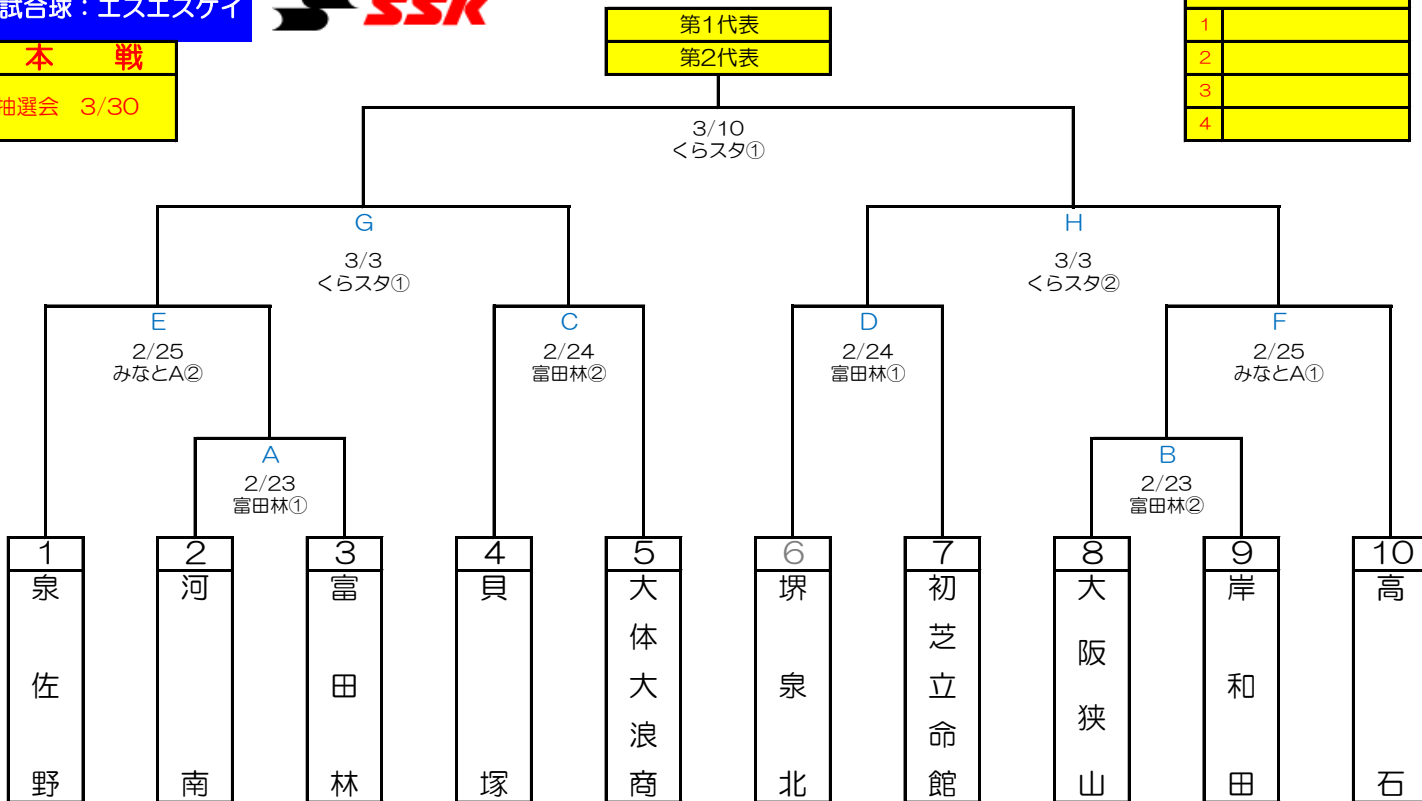 試合球：エスエスケイ
SSK
本 戦
抽選会 3/30
第1代表
第2代表
1
2
3
4
3/10
くらスタ①
G
3/3
くらスタ①
H
3/3
くらスタ②
E
2/25
みなとA②
C
2/24
富田林②
D
2/24
富田林①
F
2/25
みなとA①
A
2/23
富田林①
B
2/23
富田林②
1
泉佐野
2
河南
3
富田林
4
貝塚
5
大体大浪商
6
堺泉北
7
初芝立命館
8
大阪狭山
9
岸和田
10
高石